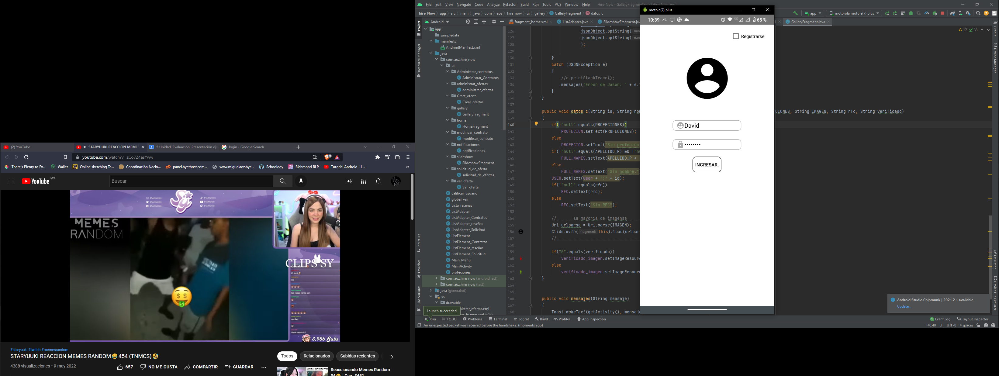 (2) YouTube
STARYUUKI REACCION MEMES
5 Unidad. Evaluación. Presentación eje
login - Google Search
youtube.com/watch?v=zCo7Z4esYww
There's Plenty to Ex...
Wallet
Online sketching Te...
Coordinación Nacio...
panel.byethost.com...
www.miguelaoz.bye...
Schoology
Richmond RLP
Tutorial Android - L...
»
YouTube MX
Buscar
STARYUUKI
STARYUUKI
STARYUUKI
STARYUUKI
STARYUUKI
STARYUUKI
MEMES
RANDOM
CLIPS SY
El simi
XD
las cosas como son
verdad
tiene razon XD
3,956 Subs
#staryuuki #twitch #memesrandom
STARYUUKI REACCION MEMES RANDOM😂 454 (TNMCS)🤣
4388 visualizaciones • 9 may 2022
657
NO ME GUSTA
COMPARTIR
GUARDAR
...
Todos
Relacionados
Subidas recientes
Reaccionando Memes Random
34 | Cap. #451
File Edit View Navigate Code Analyze Refactor Build Run Tools VCS Window Help
Hire-Now - GalleryFragment.java [Hire-Now.app]
hire_Now app src main java com aoz hire_now ui gallery GalleryFragment datos_c
app
motorola moto e(7) plus
Android
fragment_home.xml
ListAdapter.java
SlideshowFragment.jav
GalleryFragment.java
17
38
Project
Resource Manager
Structure
Favorites
Build Variants
app
sampledata
manifests
AndroidManifest.xml
java
com.aoz.hire_now
ui
Administrar_contratos
Administrar_Contratos
administrat_ofertas
administrar_ofertas
Creat_oferta
Crear_ofertas
gallery
GalleryFragment
home
HomeFragment
modificar_contrato
modificar_contrato
notificaciones
notificaciones
slideshow
SlideshowFragment
solicitud_de_oferta
solicitud_de_ofertas
ver_oferta
Ver_oferta
calificar_usuario
global_var
Lista_resenas
ListAdapter
ListAdapter_Contratos
ListAdapter_reseñas
ListAdapter_Solicitud
ListElement
ListElement_Contratos
ListElement_reseñas
ListElement_Solicitud
Main_Menu
MainActivity
profeciones
com.aoz.hire_now (androidTest)
com.aoz.hire_now (test)
java (generated)
res
drawable
nistrar_ofertas.xml
Launch succeeded
126 jsonObject.optString( nam
127 jsonObject.optString( nam
128 );
129
130 }
131 catch (JSONException e)
132 {
133 //e.printStackTrace();
134 mensajes("Error de Jason: " + e.
135 }
136 }
137
138 public void datos_c(String id, String nom CIONES, String IMAGEN, String rfc, String verificado)
139 {
140 if(!"null".equals(PROFECIONES))
141 PROFECION.setText(PROFECIONES);
142 else
143 PROFECION.setText("Sin profecion
144 if(!"null".equals(APELLIDO_P) && !"nu
145 FULL_NAMES.setText(APELLIDO_P +
146 else
147 FULL_NAMES.setText("Sin nombre."
148 USER.setText(user + ":" + id);
149 if(!"null".equals(rfc))
150 RFC.setText(rfc);
151 else
152 RFC.setText("Sin RFC");
153
154 //_______la_mayoria_de_imagense_____
155 Uri urlparse = Uri.parse(IMAGEN);
156 Glide.with( fragment: this).load(urlpar
157 //__________________________________
158
159 if("0".equals(verificado))
160 verificado_imagen.setImageResour
161 else
162 verificado_imagen.setImageResour
163 }
164
165
166 public void mensajes(String mensaje)
167 {
168 Toast.makeText(getActivity(), mensaj
moto e(7) plus
10:39
4G
65 %
Registrarse
David
••••••••
INGRESAR.
Gradle
Device Manager
Emulator
Device File Explorer
Android Studio Chipmunk | 2021.2.1 available
Update...
Run TODO Problems Terminal Logcat Build Profiler App Inspection
1 Event Log
Layout Inspector
An unexpected packet was received before the handshake. (moments ago)
140:40 LF UTF-8 4 spaces